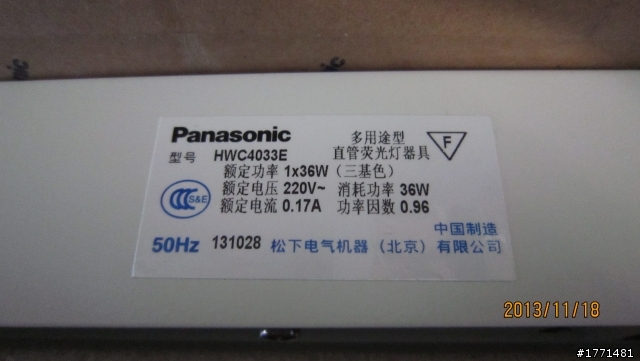 Panasonic 多用途型
型号 HWC4033E 直管荧光灯器具
F
额定功率 1x36W（三基色）
额定电压 220V~ 消耗功率 36W
额定电流 0.17A 功率因数 0.96
CCC S&E
中国制造
50Hz 131028 松下电气机器（北京）有限公司
2013/11/18
#1771481